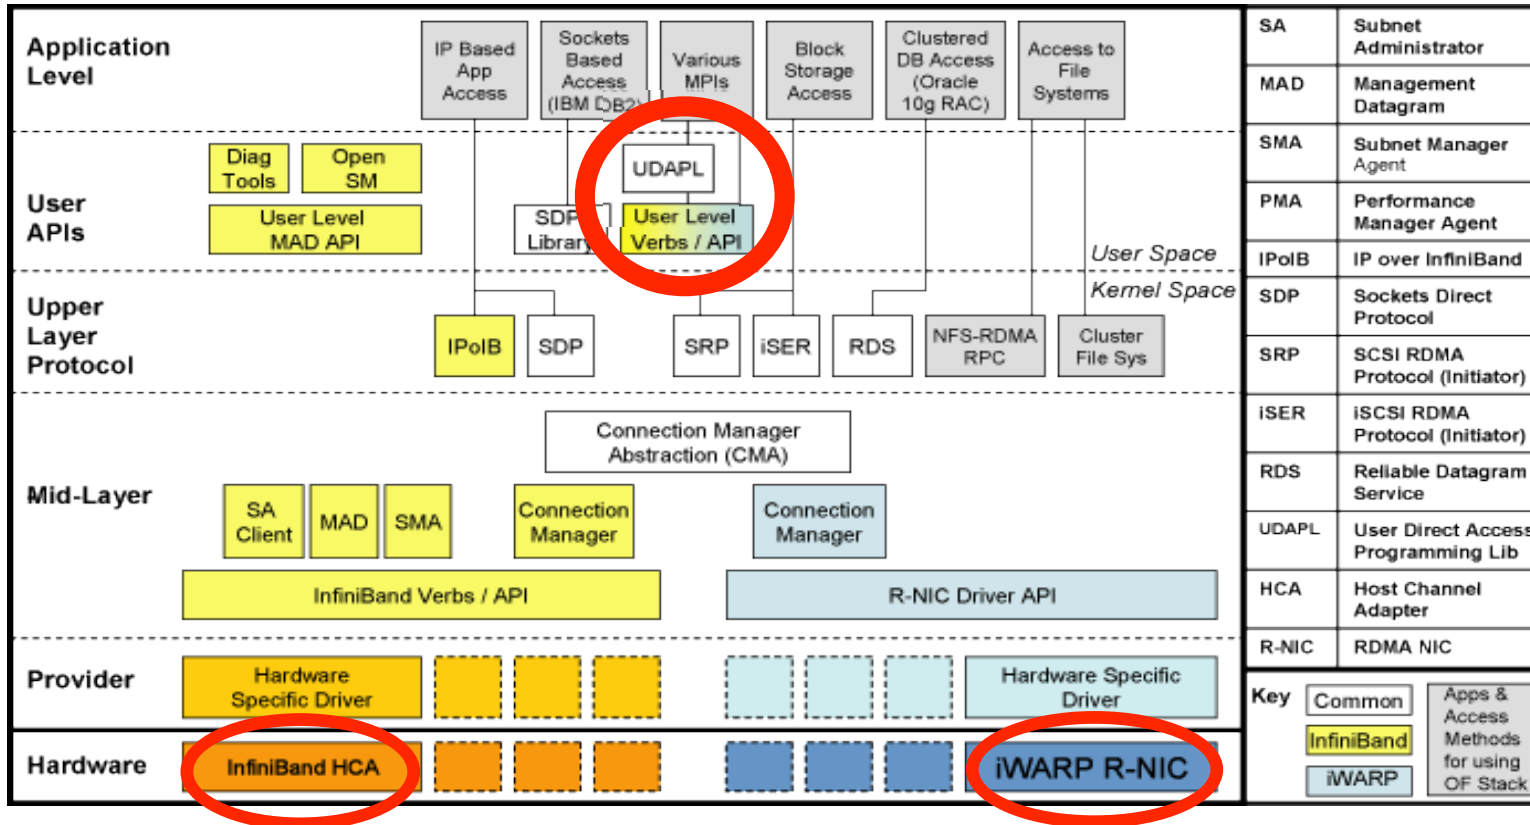 Application
Level
IP Based
App
Access
Sockets
Based
Access
(IBM DB2)
Various
MPIs
Block
Storage
Access
Clustered
DB Access
(Oracle
10g RAC)
Access to
File
Systems
User
APIs
Diag
Tools
Open
SM
User Level
MAD API
UDAPL
SDP
Library
User Level
Verbs / API
User Space
Kernel Space
Upper
Layer
Protocol
IPoIB
SDP
SRP
iSER
RDS
NFS-RDMA
RPC
Cluster
File Sys
Mid-Layer
Connection Manager
Abstraction (CMA)
SA
Client
MAD
SMA
Connection
Manager
Connection
Manager
InfiniBand Verbs / API
R-NIC Driver API
Provider
Hardware
Specific Driver
Hardware Specific
Driver
Hardware
InfiniBand HCA
iWARP R-NIC
SA
Subnet
Administrator
MAD
Management
Datagram
SMA
Subnet Manager
Agent
PMA
Performance
Manager Agent
IPoIB
IP over InfiniBand
SDP
Sockets Direct
Protocol
SRP
SCSI RDMA
Protocol (Initiator)
iSER
iSCSI RDMA
Protocol (Initiator)
RDS
Reliable Datagram
Service
UDAPL
User Direct Access
Programming Lib
HCA
Host Channel
Adapter
R-NIC
RDMA NIC
Key
Common
InfiniBand
iWARP
Apps &
Access
Methods
for using
OF Stack